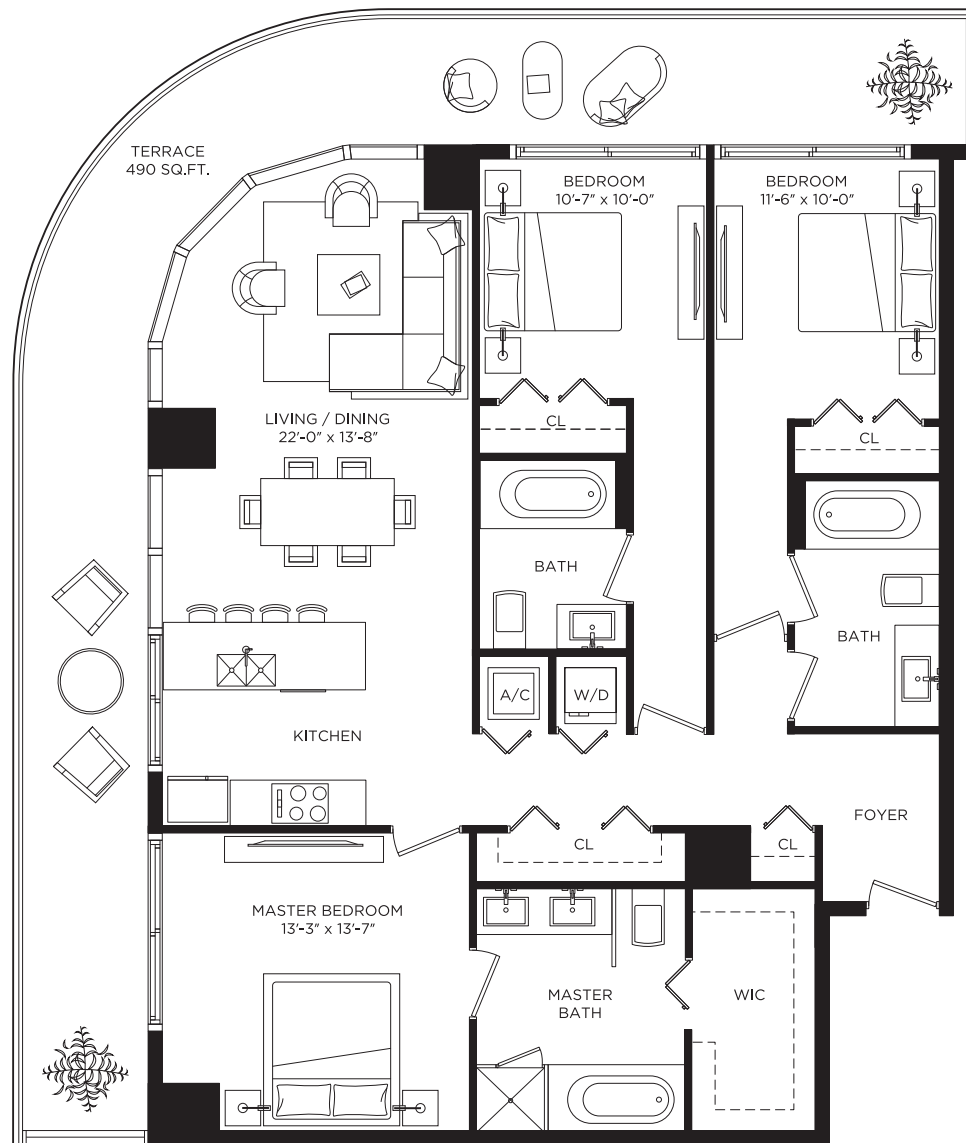 TERRACE
490 SQ.FT.
BEDROOM
10'-7" x 10'-0"
BEDROOM
11'-6" x 10'-0"
LIVING / DINING
22'-0" x 13'-8"
CL
CL
BATH
BATH
A/C
W/D
KITCHEN
FOYER
CL
CL
MASTER BEDROOM
13'-3" x 13'-7"
MASTER
BATH
WIC